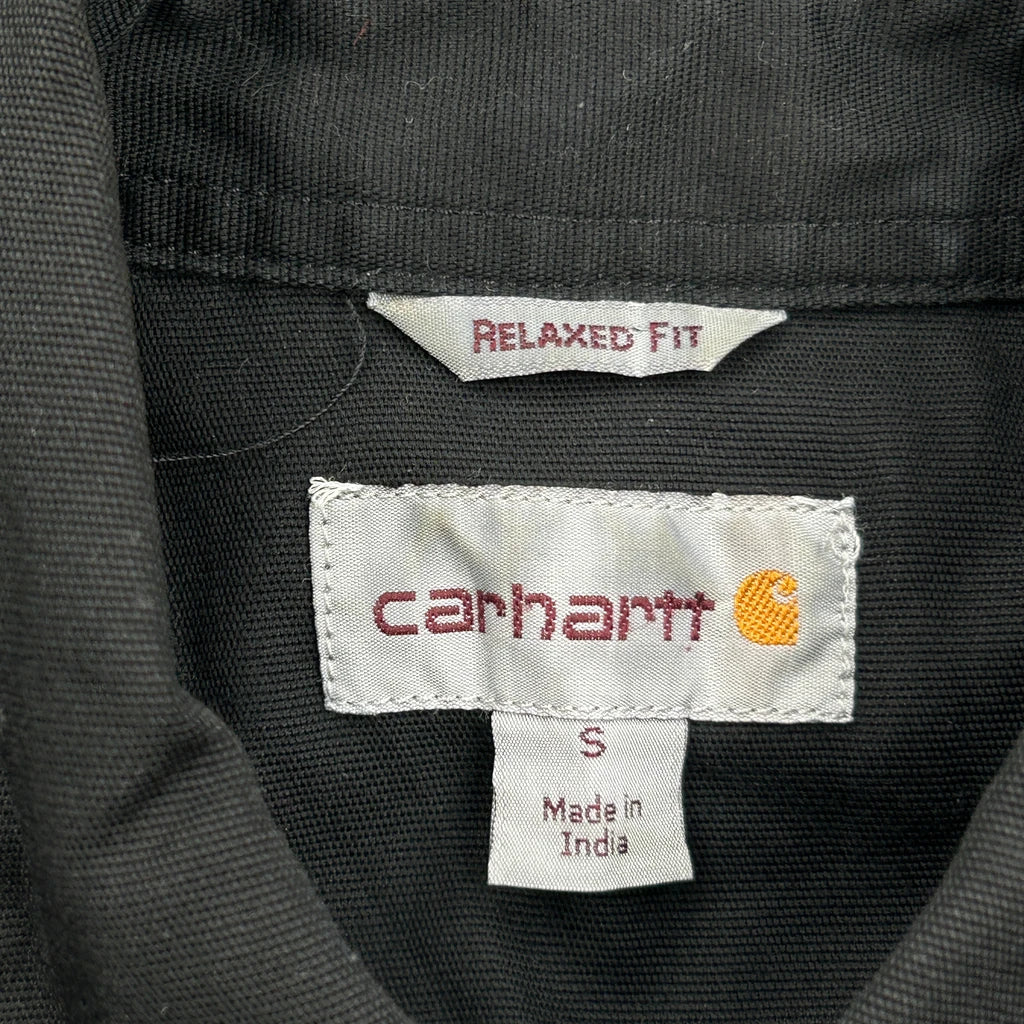 RELAXED FIT
carhartt
S
Made in
India